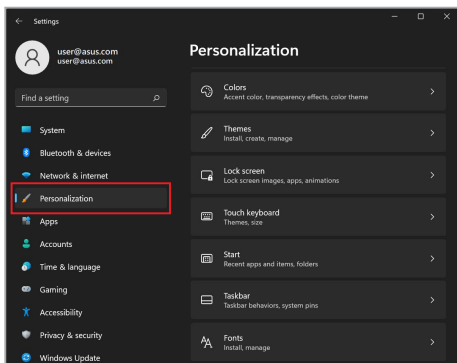 Settings
user@asus.com
user@asus.com
Find a setting
System
Bluetooth & devices
Network & internet
Personalization
Apps
Accounts
Time & language
Gaming
Accessibility
Privacy & security
Windows Update
Personalization
Colors
Accent color, transparency effects, color theme
Themes
Install, create, manage
Lock screen
Lock screen images, apps, animations
Touch keyboard
Themes, size
Start
Recent apps and items, folders
Taskbar
Taskbar behaviors, system pins
Fonts
Install, manage